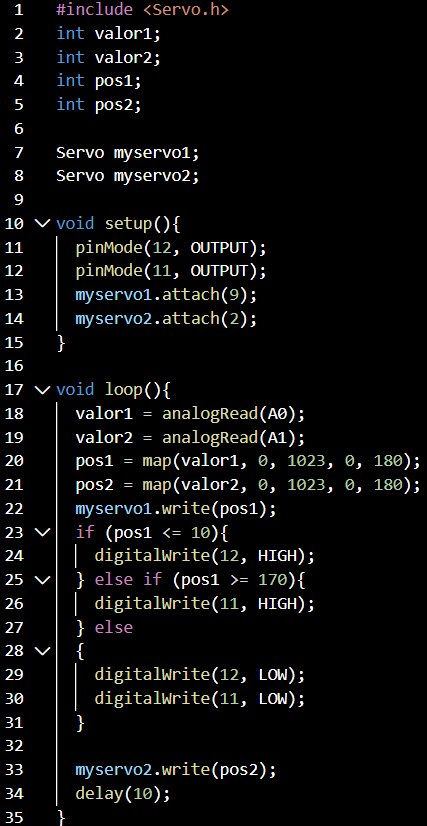 1 #include <Servo.h>
2 int valor1;
3 int valor2;
4 int pos1;
5 int pos2;
6
7 Servo myservo1;
8 Servo myservo2;
9
10 void setup(){
11   pinMode(12, OUTPUT);
12   pinMode(11, OUTPUT);
13   myservo1.attach(9);
14   myservo2.attach(2);
15 }
16
17 void loop(){
18   valor1 = analogRead(A0);
19   valor2 = analogRead(A1);
20   pos1 = map(valor1, 0, 1023, 0, 180);
21   pos2 = map(valor2, 0, 1023, 0, 180);
22   myservo1.write(pos1);
23   if (pos1 <= 10){
24     digitalWrite(12, HIGH);
25   } else if (pos1 >= 170){
26     digitalWrite(11, HIGH);
27   } else
28   {
29     digitalWrite(12, LOW);
30     digitalWrite(11, LOW);
31   }
32
33   myservo2.write(pos2);
34   delay(10);
35 }